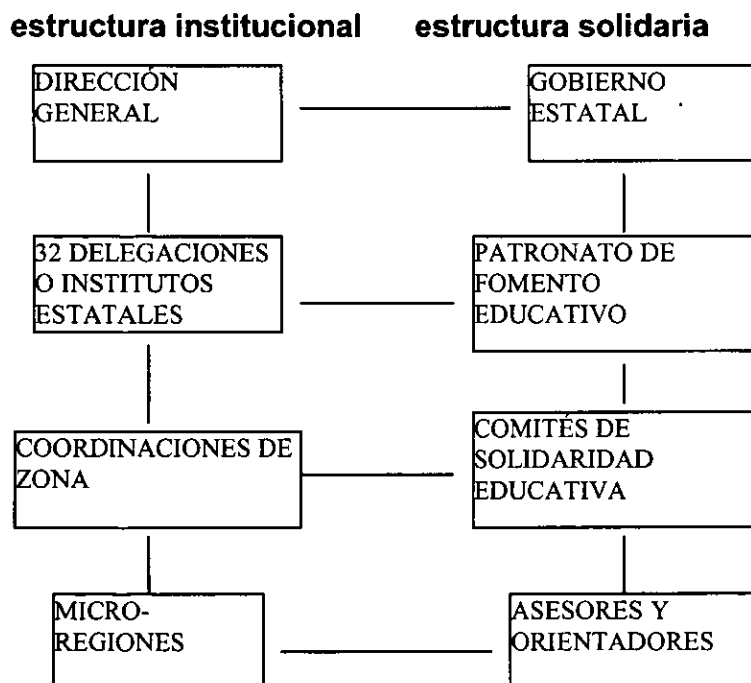 estructura institucional estructura solidaria
DIRECCIÓN
GENERAL
GOBIERNO
ESTATAL
32 DELEGACIONES
O INSTITUTOS
ESTATALES
PATRONATO DE
FOMENTO
EDUCATIVO
COORDINACIONES DE
ZONA
COMITÉS DE
SOLIDARIDAD
EDUCATIVA
MICRO-
REGIONES
ASESORES Y
ORIENTADORES